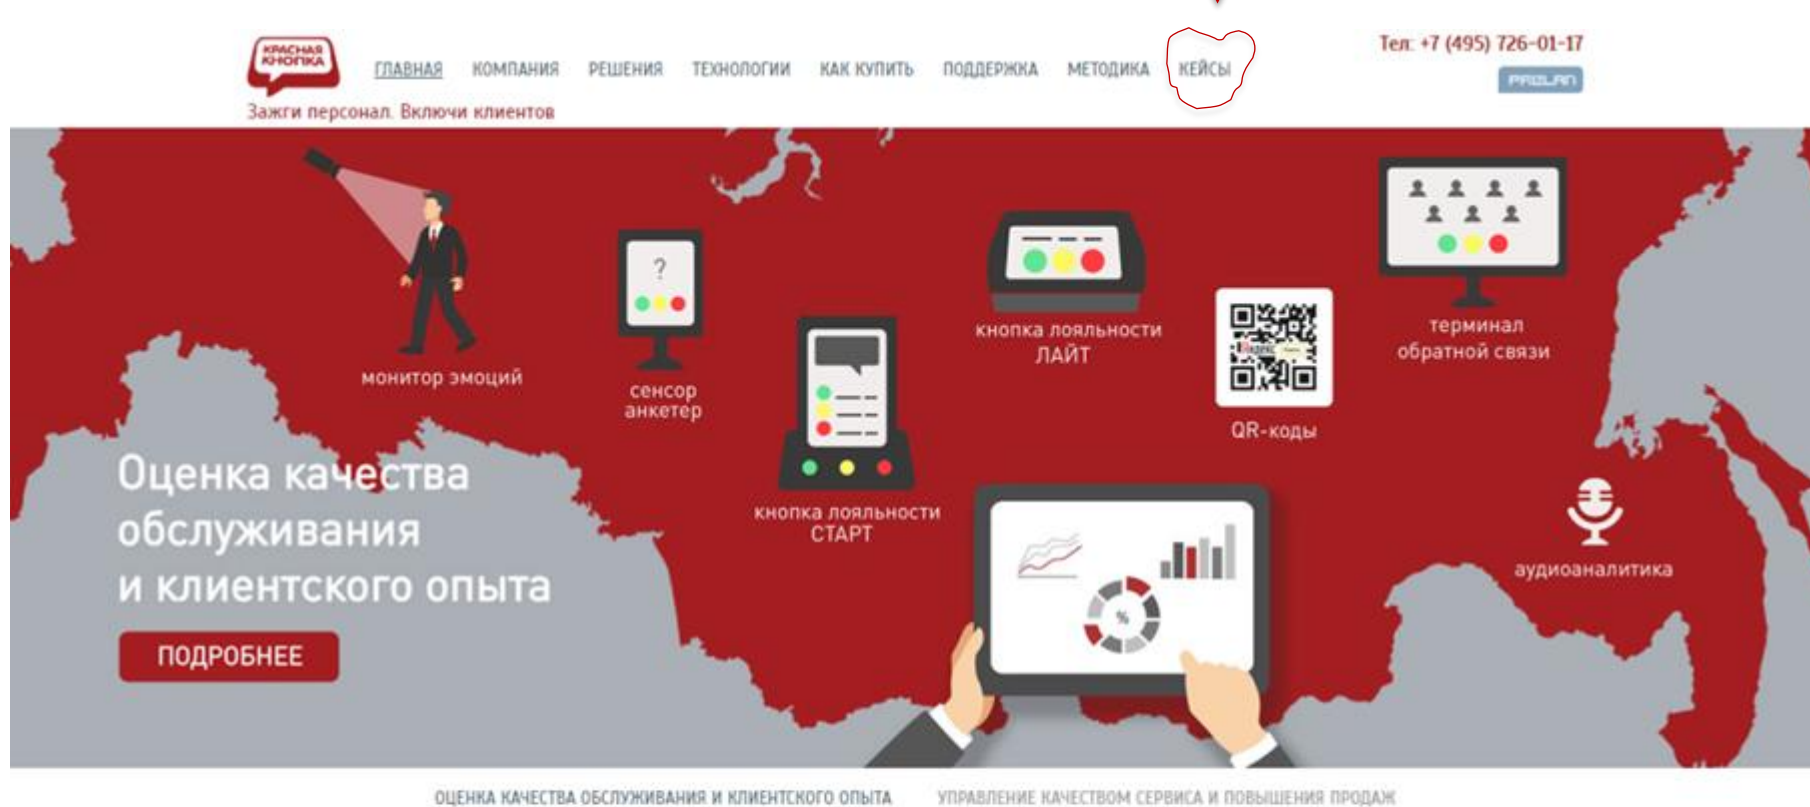 КРАСНАЯ
КНОПКА
Зажги персонал. Включи клиентов
ГЛАВНАЯ КОМПАНИЯ РЕШЕНИЯ ТЕХНОЛОГИИ КАК КУПИТЬ ПОДДЕРЖКА МЕТОДИКА КЕЙСЫ
Тел: +7 (495) 726-01-17
PRELAN
монитор эмоций
?
сенсор
анкетер
кнопка лояльности
СТАРТ
кнопка лояльности
ЛАЙТ
Яндекс
QR-коды
терминал
обратной связи
аудиоаналитика
%
Оценка качества
обслуживания
и клиентского опыта
ПОДРОБНЕЕ
ОЦЕНКА КАЧЕСТВА ОБСЛУЖИВАНИЯ И КЛИЕНТСКОГО ОПЫТА УПРАВЛЕНИЕ КАЧЕСТВОМ СЕРВИСА И ПОВЫШЕНИЯ ПРОДАЖ